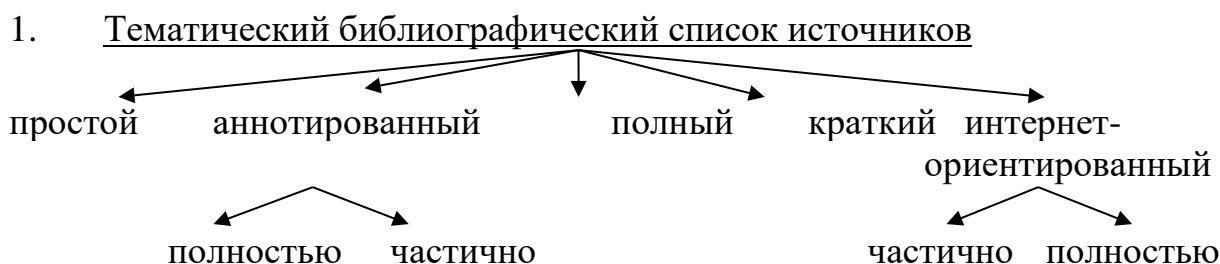 1. Тематический библиографический список источников
простой аннотированный полный краткий интернет-
ориентированный
полностью частично частично полностью